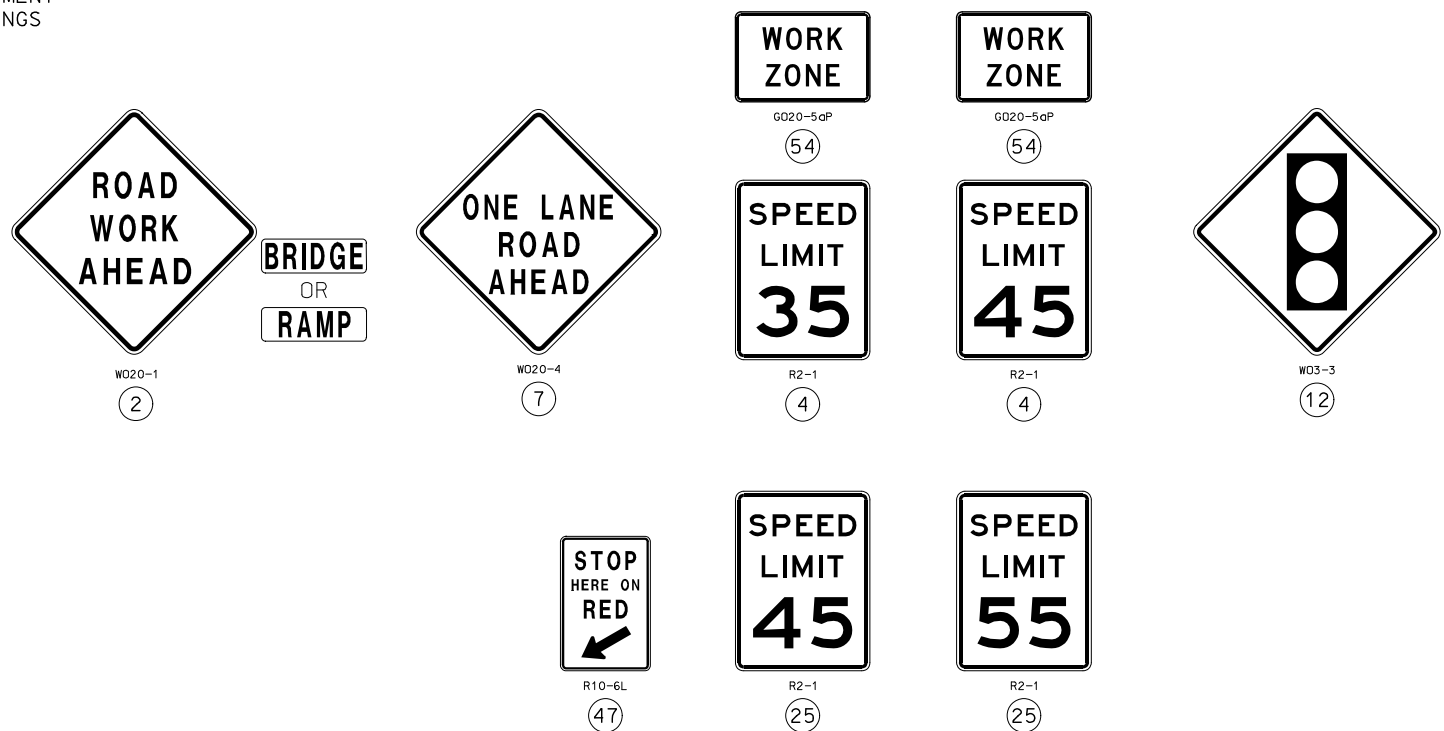 NGS
WORK
ZONE
G020-5aP
54
WORK
ZONE
G020-5aP
54
ROAD
WORK
AHEAD
W020-1
2
BRIDGE
OR
RAMP
ONE LANE
ROAD
AHEAD
W020-4
7
SPEED
LIMIT
35
R2-1
4
SPEED
LIMIT
45
R2-1
4
W03-3
12
STOP
HERE ON
RED
R10-6L
47
SPEED
LIMIT
45
R2-1
25
SPEED
LIMIT
55
R2-1
25